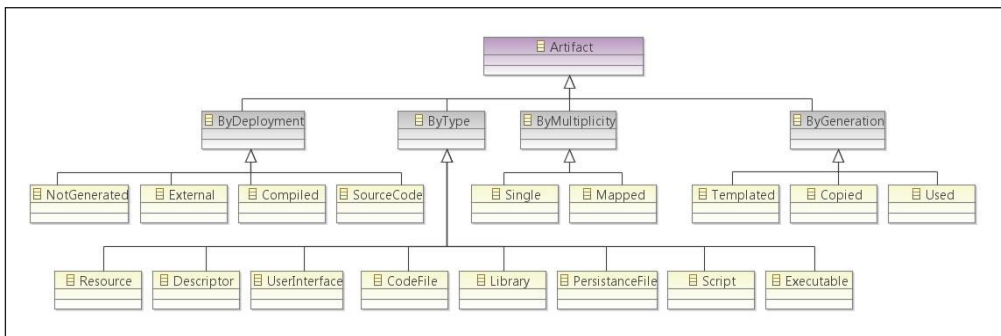 Artifact
ByDeployment ByType ByMultiplicity ByGeneration
NotGenerated External Compiled SourceCode Single Mapped Templated Copied Used
Resource Descriptor UserInterface CodeFile Library PersistanceFile Script Executable